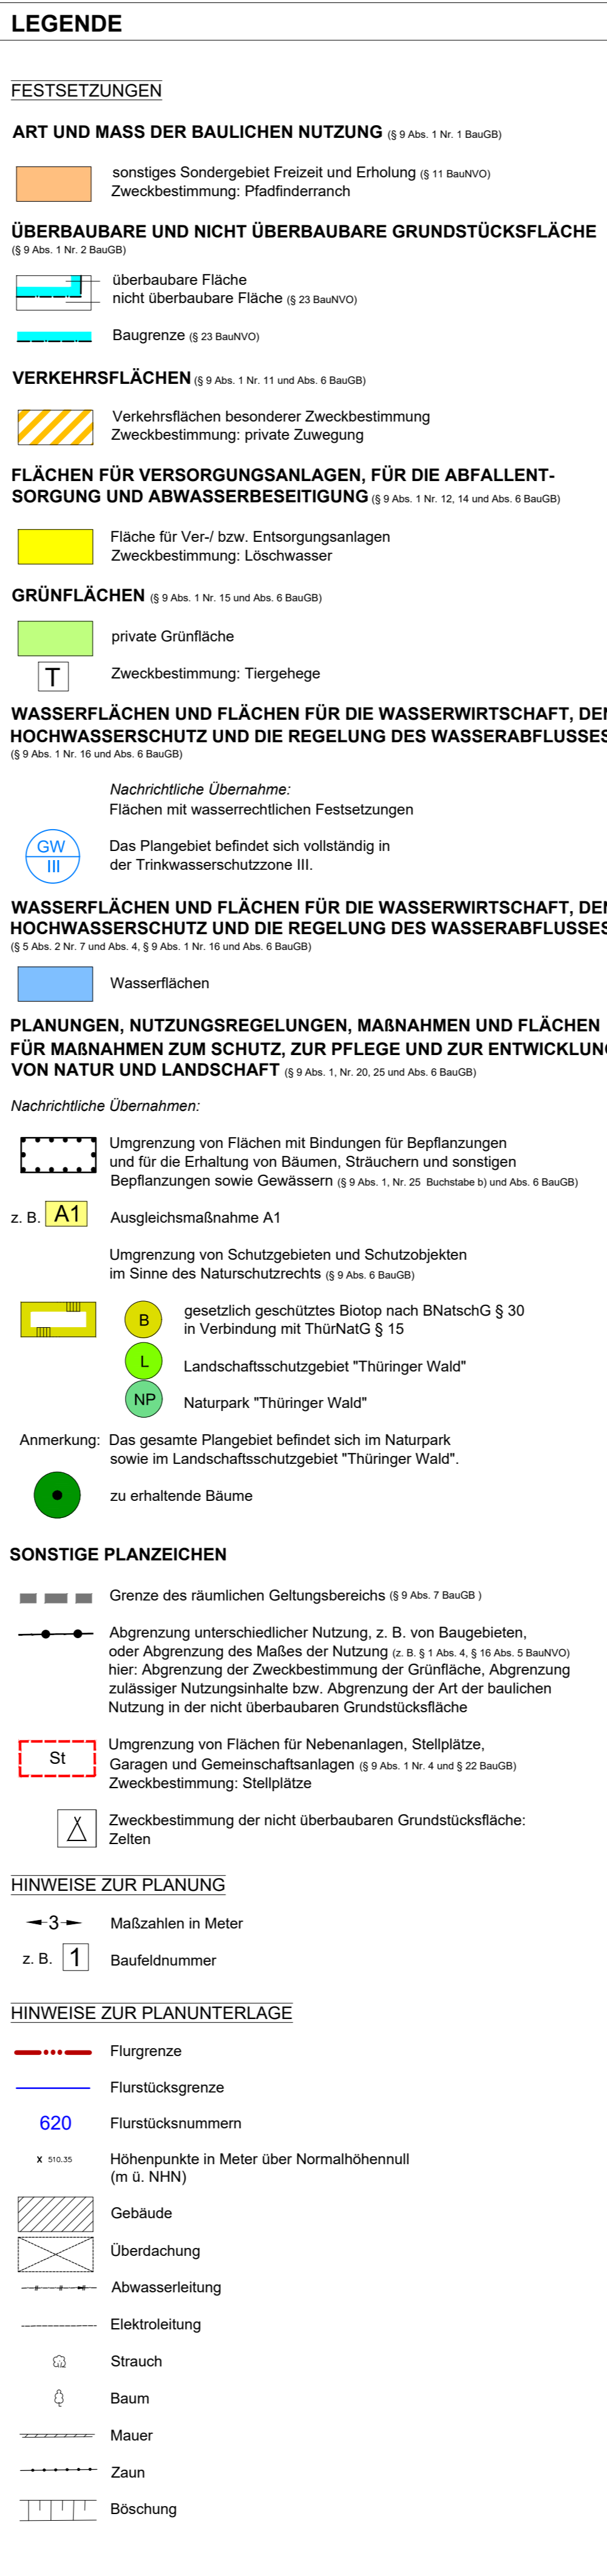 LEGENDE
FESTSETZUNGEN
ART UND MASS DER BAULICHEN NUTZUNG (§ 9 Abs. 1 Nr. 1 BauGB)
sonstiges Sondergebiet Freizeit und Erholung (§ 11 BauNVO)
Zweckbestimmung: Pfadfinderranch
ÜBERBAUBARE UND NICHT ÜBERBAUBARE GRUNDSTÜCKSFLÄCHE
(§ 9 Abs. 1 Nr. 2 BauGB)
überbaubare Fläche
nicht überbaubare Fläche (§ 23 BauNVO)
Baugrenze (§ 23 BauNVO)
VERKEHRSFLÄCHEN (§ 9 Abs. 1 Nr. 11 und Abs. 6 BauGB)
Verkehrsflächen besonderer Zweckbestimmung
Zweckbestimmung: private Zuwegung
FLÄCHEN FÜR VERSORGUNGSANLAGEN, FÜR DIE ABFALLENT-
SORGUNG UND ABWASSERBESEITIGUNG (§ 9 Abs. 1 Nr. 12, 14 und Abs. 6 BauGB)
Fläche für Ver-/ bzw. Entsorgungsanlagen
Zweckbestimmung: Löschwasser
GRÜNFLÄCHEN (§ 9 Abs. 1 Nr. 15 und Abs. 6 BauGB)
private Grünfläche
T Zweckbestimmung: Tiergehege
WASSERFLÄCHEN UND FLÄCHEN FÜR DIE WASSERWIRTSCHAFT, DEN
HOCHWASSERSCHUTZ UND DIE REGELUNG DES WASSERABFLUSSES
(§ 9 Abs. 1 Nr. 16 und Abs. 6 BauGB)
Nachrichtliche Übernahme:
Flächen mit wasserrechtlichen Festsetzungen
GW Das Plangebiet befindet sich vollständig in
III der Trinkwasserschutzzone III.
WASSERFLÄCHEN UND FLÄCHEN FÜR DIE WASSERWIRTSCHAFT, DEN
HOCHWASSERSCHUTZ UND DIE REGELUNG DES WASSERABFLUSSES
(§ 5 Abs. 2 Nr. 7 und Abs. 4, § 9 Abs. 1 Nr. 16 und Abs. 6 BauGB)
Wasserflächen
PLANUNGEN, NUTZUNGSREGELUNGEN, MAßNAHMEN UND FLÄCHEN
FÜR MAßNAHMEN ZUM SCHUTZ, ZUR PFLEGE UND ZUR ENTWICKLUNG
VON NATUR UND LANDSCHAFT (§ 9 Abs. 1, Nr. 20, 25 und Abs. 6 BauGB)
Nachrichtliche Übernahmen:
Umgrenzung von Flächen mit Bindungen für Bepflanzungen
und für die Erhaltung von Bäumen, Sträuchern und sonstigen
Bepflanzungen sowie Gewässern (§ 9 Abs. 1, Nr. 25 Buchstabe b) und Abs. 6 BauGB)
z. B. A1 Ausgleichsmaßnahme A1
Umgrenzung von Schutzgebieten und Schutzobjekten
im Sinne des Naturschutzrechts (§ 9 Abs. 6 BauGB)
B gesetzlich geschütztes Biotop nach BNatschG § 30
in Verbindung mit ThürNatG § 15
L Landschaftsschutzgebiet "Thüringer Wald"
NP Naturpark "Thüringer Wald"
Anmerkung: Das gesamte Plangebiet befindet sich im Naturpark
sowie im Landschaftsschutzgebiet "Thüringer Wald".
zu erhaltende Bäume
SONSTIGE PLANZEICHEN
Grenze des räumlichen Geltungsbereichs (§ 9 Abs. 7 BauGB )
Abgrenzung unterschiedlicher Nutzung, z. B. von Baugebieten,
oder Abgrenzung des Maßes der Nutzung (z. B. § 1 Abs. 4, § 16 Abs. 5 BauNVO)
hier: Abgrenzung der Zweckbestimmung der Grünfläche, Abgrenzung
zulässiger Nutzungsinhalte bzw. Abgrenzung der Art der baulichen
Nutzung in der nicht überbaubaren Grundstücksfläche
Umgrenzung von Flächen für Nebenanlagen, Stellplätze,
St Garagen und Gemeinschaftsanlagen (§ 9 Abs. 1 Nr. 4 und § 22 BauGB)
Zweckbestimmung: Stellplätze
Zweckbestimmung der nicht überbaubaren Grundstücksfläche:
Zelten
HINWEISE ZUR PLANUNG
3 Maßzahlen in Meter
z. B. 1 Baufeldnummer
HINWEISE ZUR PLANUNTERLAGE
Flurgrenze
Flurstücksgrenze
620 Flurstücksnummern
x 510.35 Höhenpunkte in Meter über Normalhöhennull
(m ü. NHN)
Gebäude
Überdachung
Abwasserleitung
Elektroleitung
Strauch
Baum
Mauer
Zaun
Böschung